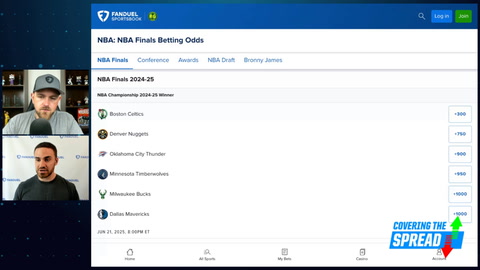 FANDUEL
SPORTSBOOK
Log in
Join
NBA: NBA Finals Betting Odds
NBA Finals
Conference
Awards
NBA Draft
Bronny James
NBA Finals 2024-25
NBA Championship 2024-25 Winner
Boston Celtics
+300
Denver Nuggets
+750
Oklahoma City Thunder
+900
Minnesota Timberwolves
+950
Milwaukee Bucks
+1000
Dallas Mavericks
+1000
JUN 21, 2025, 8:00PM ET
COVERING THE
SPREAD
Home
All Sports
My Bets
Casino
Account